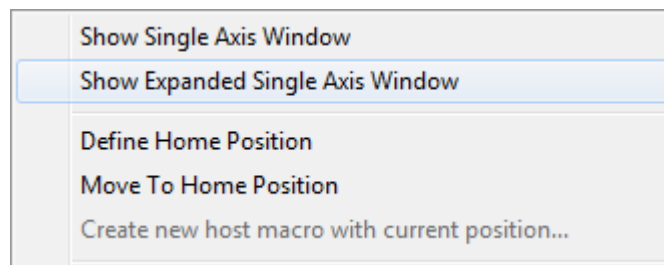 Show Single Axis Window
Show Expanded Single Axis Window
Define Home Position
Move To Home Position
Create new host macro with current position...